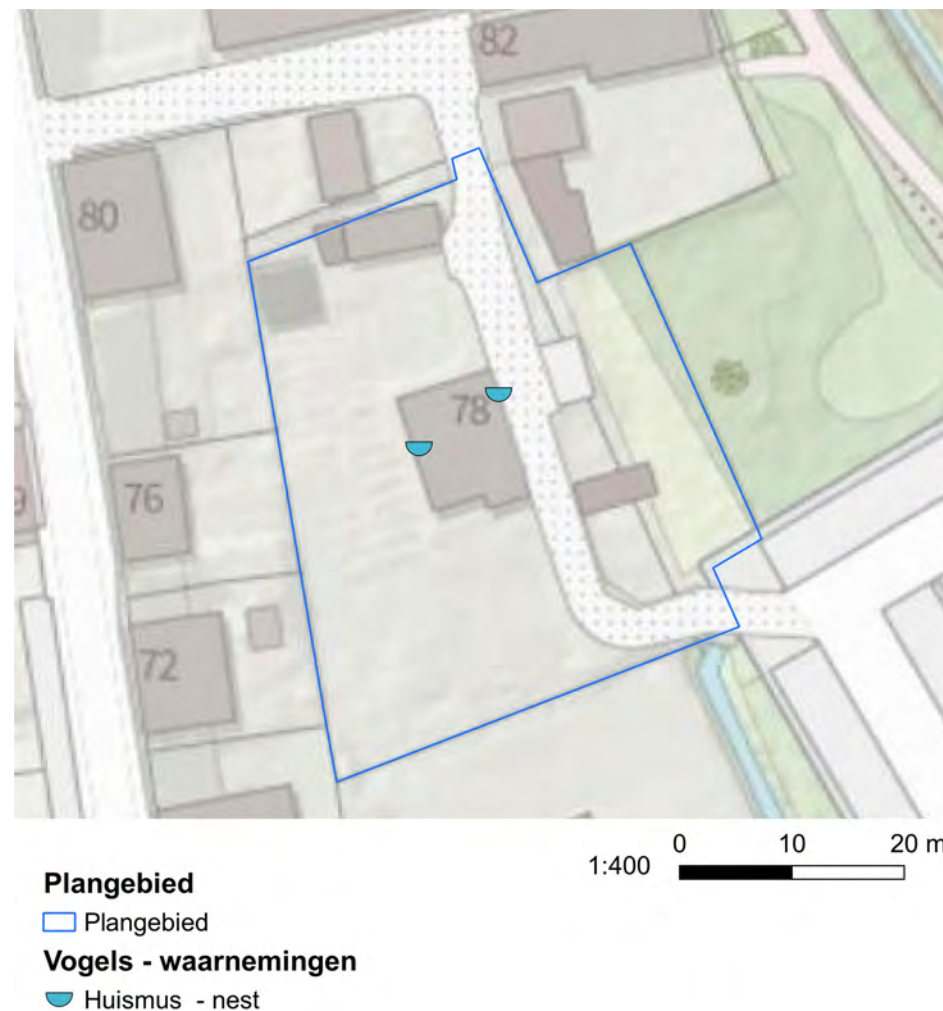 82
80
78
76
9
72
0 10 20 m
1:400
Plangebied
Plangebied
Vogels - waarnemingen
Huismus - nest